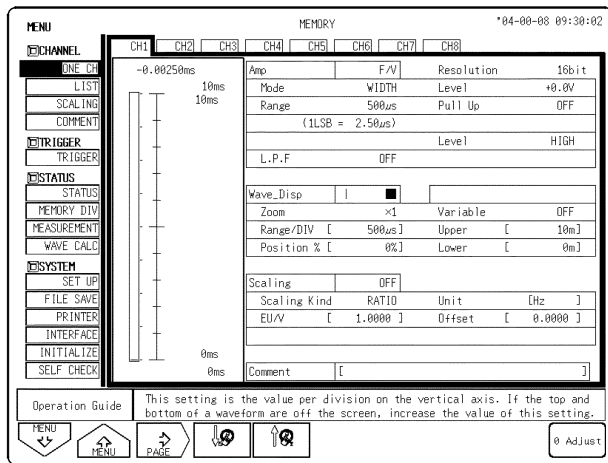 MENU
MEMORY
'04-00-08 09:30:02
CHANNEL
ONE CH
LIST
SCALING
COMMENT
TRIGGER
TRIGGER
STATUS
STATUS
MEMORY DIV
MEASUREMENT
WAVE CALC
SYSTEM
SET UP
FILE SAVE
PRINTER
INTERFACE
INITIALIZE
SELF CHECK
CH1 CH2 CH3 CH4 CH5 CH6 CH7 CH8
-0.00250ms
10ms
10ms
0ms
0ms
Amp F/V Resolution 16bit
Mode WIDTH Level +0.0V
Range 500µs Pull Up OFF
(1LSB = 2.50µs)
Level HIGH
L.P.F OFF
Wave_Disp
Zoom ×1 Variable OFF
Range/DIV [ 500µs] Upper [ 10m]
Position % [ 0%] Lower [ 0m]
Scaling OFF
Scaling Kind RATIO Unit [Hz ]
EU/V [ 1.0000 ] Offset [ 0.0000 ]
Comment [ ]
Operation Guide
This setting is the value per division on the vertical axis. If the top and
bottom of a waveform are off the screen, increase the value of this setting.
MENU
MENU
PAGE
0 Adjust